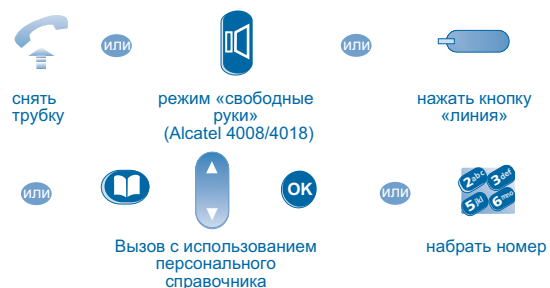 или
или
снять
трубку
режим «свободные
руки»
(Alcatel 4008/4018)
нажать кнопку
«линия»
или
OK
или
2abc
3def
5jkl
6mno
Вызов с использованием
персонального
справочника
набрать номер